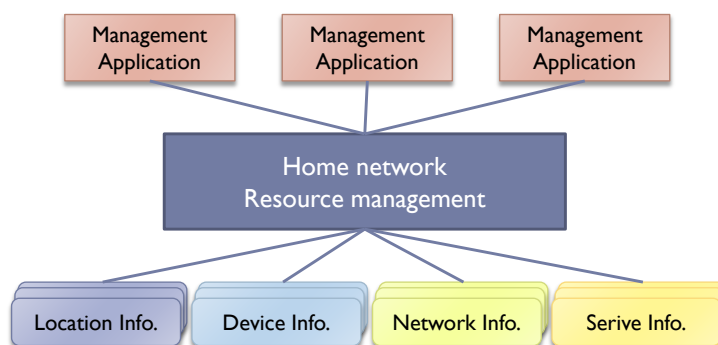 Management
Application
Management
Application
Management
Application
Home network
Resource management
Location Info.
Device Info.
Network Info.
Serive Info.